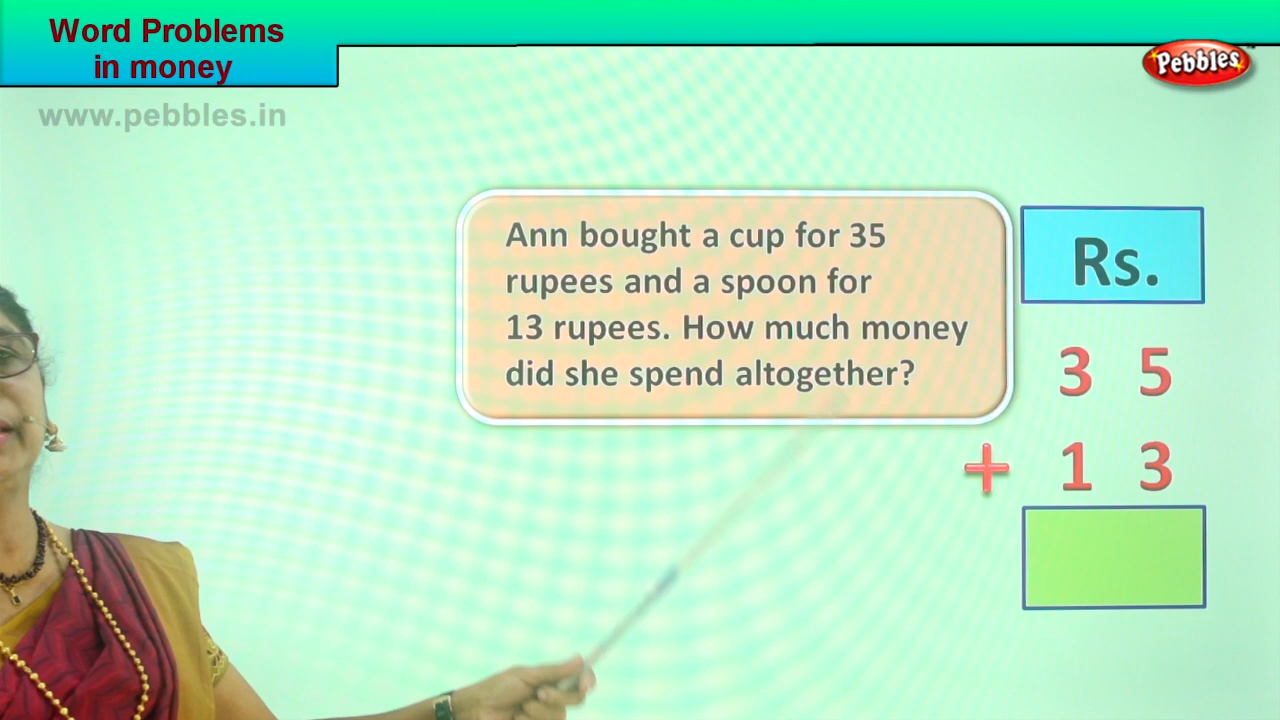 Word Problems
in money
Pebbles
www.pebbles.in
Ann bought a cup for 35
rupees and a spoon for
13 rupees. How much money
did she spend altogether?
Rs.
3 5
+ 1 3